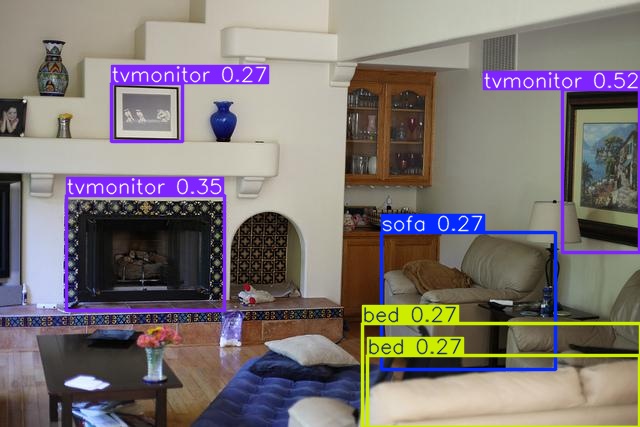 tvmonitor 0.27
tvmonitor 0.52
tvmonitor 0.35
sofa 0.27
bed 0.27
bed 0.27